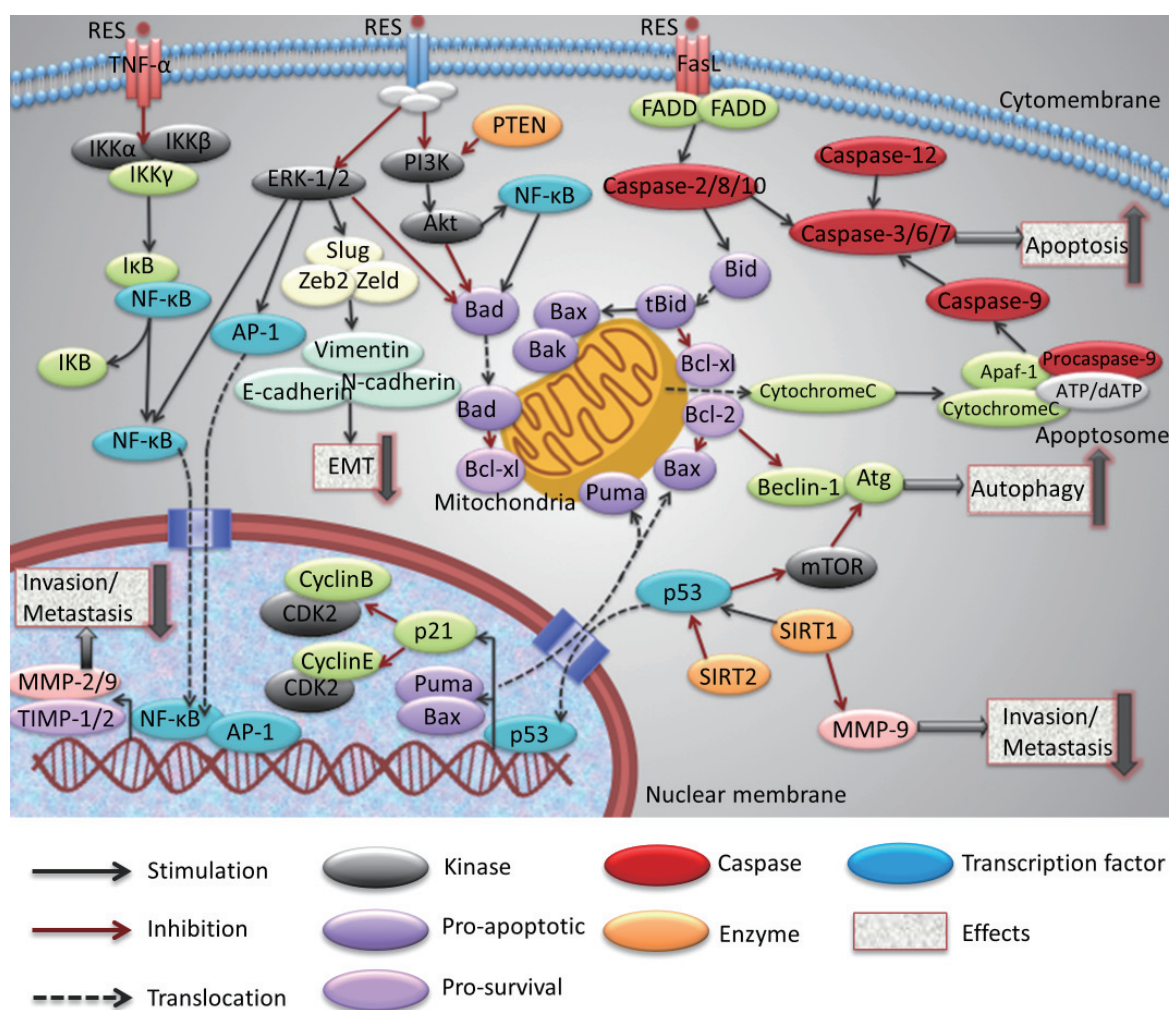 RES
RES
RES
TNF-α
FasL
FADD
FADD
Cytomembrane
IKKα
IKKβ
IKKγ
PTEN
PI3K
ERK-1/2
Akt
NF-κB
Caspase-12
Caspase-2/8/10
Caspase-3/6/7
Apoptosis
Slug
Zeb2
Zeld
IκB
NF-κB
Bid
tBid
Bad
Bax
Bak
Caspase-9
AP-1
IKB
Vimentin
E-cadherin
N-cadherin
Bcl-xl
Apaf-1
Procaspase-9
ATP/dATP
CytochromeC
CytochromeC
Apoptosome
Bad
Bcl-2
NF-κB
EMT
Bcl-xl
Bax
Mitochondria
Puma
Beclin-1
Atg
Autophagy
mTOR
Invasion/
Metastasis
CyclinB
CDK2
p21
p53
SIRT1
SIRT2
CyclinE
CDK2
MMP-2/9
TIMP-1/2
NF-κB
AP-1
Puma
Bax
p53
MMP-9
Invasion/
Metastasis
Nuclear membrane
Stimulation
Kinase
Caspase
Transcription factor
Inhibition
Pro-apoptotic
Enzyme
Effects
Translocation
Pro-survival